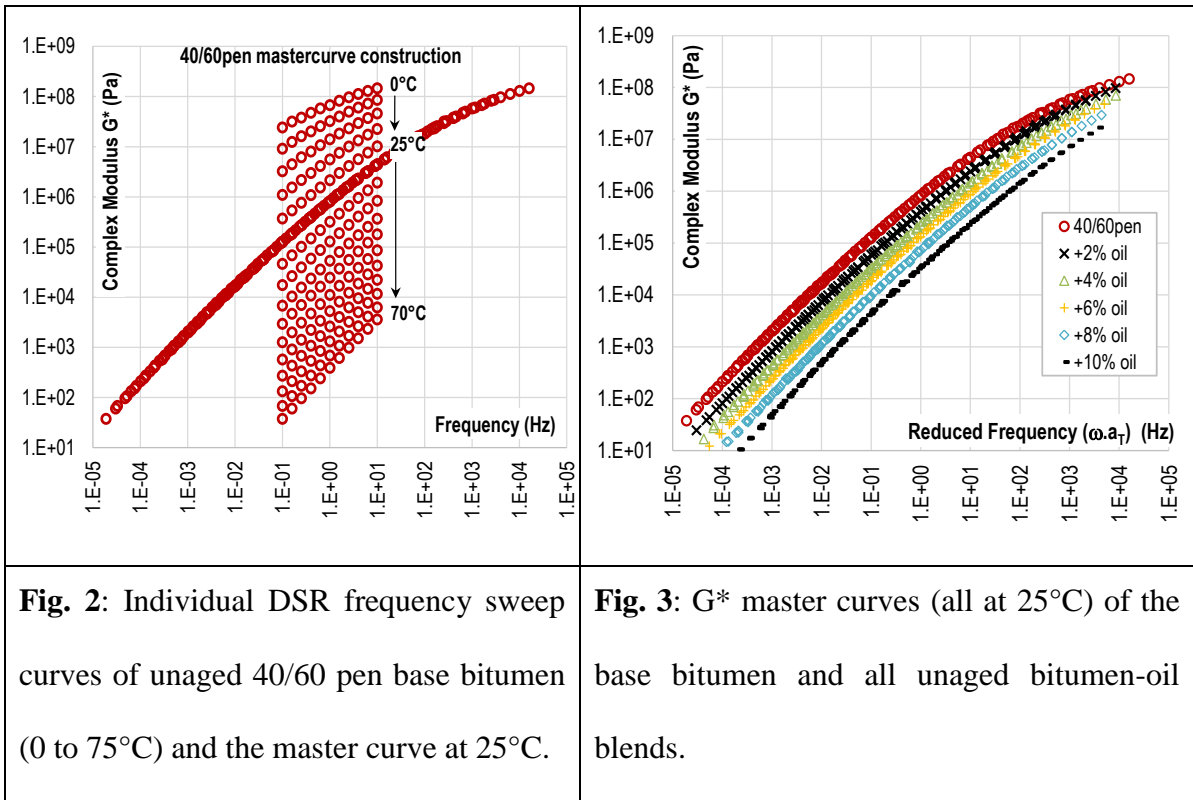 1.E+09
1.E+08
1.E+07
1.E+06
1.E+05
1.E+04
1.E+03
1.E+02
1.E+01
Complex Modulus G* (Pa)
40/60pen mastercurve construction
0°C
25°C
70°C
Frequency (Hz)
1.E-05
1.E-04
1.E-03
1.E-02
1.E-01
1.E+00
1.E+01
1.E+02
1.E+03
1.E+04
1.E+05
1.E+09
1.E+08
1.E+07
1.E+06
1.E+05
1.E+04
1.E+03
1.E+02
1.E+01
Complex Modulus G* (Pa)
40/60pen
+2% oil
+4% oil
+6% oil
+8% oil
+10% oil
Reduced Frequency (ω.aT) (Hz)
1.E-05
1.E-04
1.E-03
1.E-02
1.E-01
1.E+00
1.E+01
1.E+02
1.E+03
1.E+04
1.E+05
Fig. 2: Individual DSR frequency sweep
curves of unaged 40/60 pen base bitumen
(0 to 75°C) and the master curve at 25°C.
Fig. 3: G* master curves (all at 25°C) of the
base bitumen and all unaged bitumen-oil
blends.